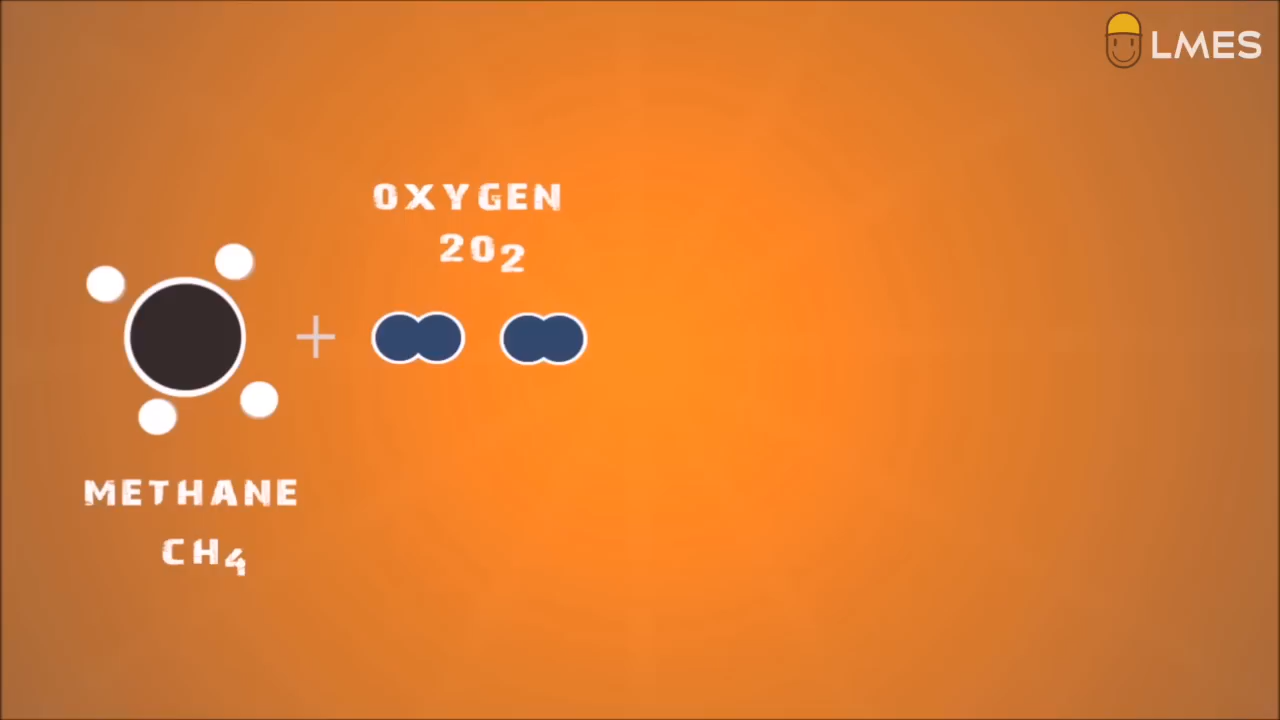 LMES
OXYGEN
2O₂
METHANE
CH₄